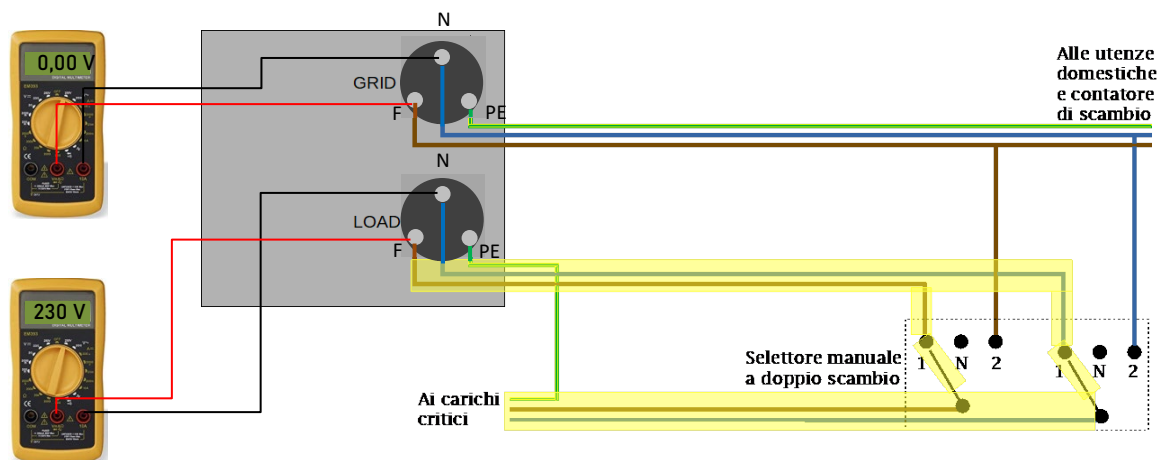 N
0,00 V
GRID
F
PE
Alle utenze
domestiche
e contatore
di scambio
N
LOAD
F
PE
230 V
Selettore manuale
a doppio scambio
1
N
2
1
N
2
Ai carichi
critici